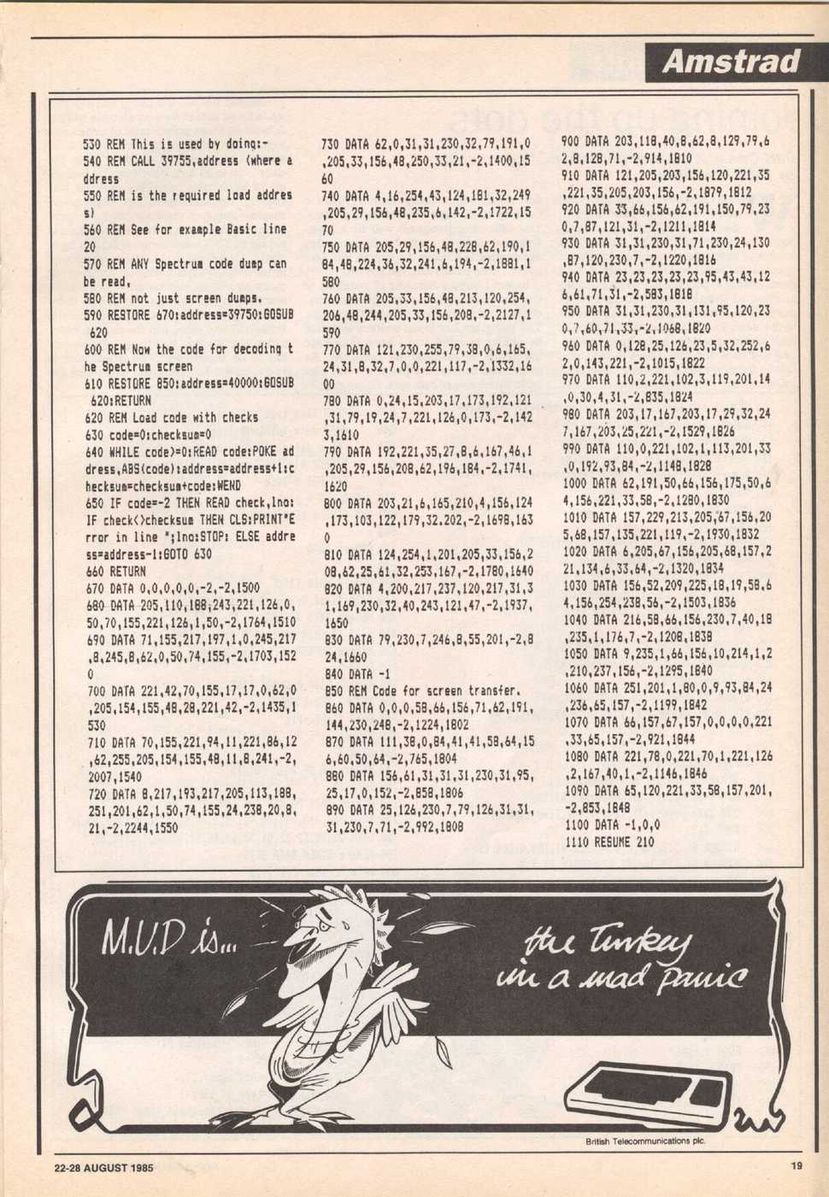 Amstrad
530 REM This is used by doing:-
540 REM CALL 39755,address (where a
ddress
550 REM is the required load addres
s)
560 REM See for example Basic line
20
570 REM ANY Spectrum code dump can
be read,
580 REM not just screen dumps.
590 RESTORE 670:address=39750:GOSUB
620
600 REM Now the code for decoding t
he Spectrum screen
610 RESTORE 850:address=40000:GOSUB
620:RETURN
620 REM Load code with checks
630 code=0:checksum=0
640 WHILE code>=0:READ code:POKE ad
dress,ABS(code):address=address+1:c
hecksum=checksum+code:WEND
650 IF code=-2 THEN READ check,lno:
IF check<>checksum THEN CLS:PRINT"E
rror in line ";lno:STOP: ELSE addre
ss=address-1:GOTO 630
660 RETURN
670 DATA 0,0,0,0,0,-2,-2,1500
680 DATA 205,110,188,243,221,126,0,
50,70,155,221,126,1,50,-2,1764,1510
690 DATA 71,155,217,197,1,0,245,217
,8,245,8,62,0,50,74,155,-2,1703,152
0
700 DATA 221,42,70,155,17,17,0,62,0
,205,154,155,48,28,221,42,-2,1435,1
530
710 DATA 70,155,221,94,11,221,86,12
,62,255,205,154,155,48,11,8,241,-2,
2007,1540
720 DATA 8,217,193,217,205,113,188,
251,201,62,1,50,74,155,24,238,20,8,
21,-2,2244,1550
730 DATA 62,0,31,31,230,32,79,191,0
,205,33,156,48,250,33,21,-2,1400,15
60
740 DATA 4,16,254,43,124,181,32,249
,205,29,156,48,235,6,142,-2,1722,15
70
750 DATA 205,29,156,48,228,62,190,1
84,48,224,36,32,241,6,194,-2,1881,1
580
760 DATA 205,33,156,48,213,120,254,
206,48,244,205,33,156,208,-2,2127,1
590
770 DATA 121,230,255,79,38,0,6,165,
24,31,8,32,7,0,0,221,117,-2,1332,16
00
780 DATA 0,24,15,203,17,173,192,121
,31,79,19,24,7,221,126,0,173,-2,142
3,1610
790 DATA 192,221,35,27,8,6,167,46,1
,205,29,156,208,62,196,184,-2,1741,
1620
800 DATA 203,21,6,165,210,4,156,124
,173,103,122,179,32,202,-2,1698,163
0
810 DATA 124,254,1,201,205,33,156,2
08,62,25,61,32,253,167,-2,1780,1640
820 DATA 4,200,217,237,120,217,31,3
1,169,230,32,40,243,121,47,-2,1937,
1650
830 DATA 79,230,7,246,8,55,201,-2,8
24,1660
840 DATA -1
850 REM Code for screen transfer.
860 DATA 0,0,0,58,66,156,71,62,191,
144,230,248,-2,1224,1802
870 DATA 111,38,0,84,41,41,58,64,15
6,60,50,64,-2,765,1804
880 DATA 156,61,31,31,31,230,31,95,
25,17,0,152,-2,858,1806
890 DATA 25,126,230,7,79,126,31,31,
31,230,7,71,-2,992,1808
900 DATA 203,118,40,8,62,8,129,79,6
2,8,128,71,-2,914,1810
910 DATA 121,205,203,156,120,221,35
,221,35,205,203,156,-2,1879,1812
920 DATA 33,66,156,62,191,150,79,23
0,7,87,121,31,-2,1211,1814
930 DATA 31,31,230,31,71,230,24,130
,87,120,230,7,-2,1220,1816
940 DATA 23,23,23,23,23,95,43,43,12
6,61,71,31,-2,583,1818
950 DATA 31,31,230,31,131,95,120,23
0,7,60,71,33,-2,1068,1820
960 DATA 0,128,25,126,23,5,32,252,6
2,0,143,221,-2,1015,1822
970 DATA 110,2,221,102,3,119,201,14
,0,30,4,31,-2,835,1824
980 DATA 203,17,167,203,17,29,32,24
7,167,203,25,221,-2,1529,1826
990 DATA 110,0,221,102,1,113,201,33
,0,192,93,84,-2,1148,1828
1000 DATA 62,191,50,66,156,175,50,6
4,156,221,33,58,-2,1280,1830
1010 DATA 157,229,213,205,67,156,20
5,68,157,135,221,119,-2,1930,1832
1020 DATA 6,205,67,156,205,68,157,2
21,134,6,33,64,-2,1320,1834
1030 DATA 156,52,209,225,18,19,58,6
4,156,254,238,56,-2,1503,1836
1040 DATA 216,58,66,156,230,7,40,18
,235,1,176,7,-2,1208,1838
1050 DATA 9,235,1,66,156,10,214,1,2
,210,237,156,-2,1295,1840
1060 DATA 251,201,1,80,0,9,93,84,24
,236,65,157,-2,1199,1842
1070 DATA 66,157,67,157,0,0,0,0,221
,33,65,157,-2,921,1844
1080 DATA 221,78,0,221,70,1,221,126
,2,167,40,1,-2,1146,1846
1090 DATA 65,120,221,33,58,157,201,
-2,853,1848
1100 DATA -1,0,0
1110 RESUME 210
M.U.D is...
the Turkey
in a mad panic
British Telecommunications plc.
22-28 AUGUST 1985
19